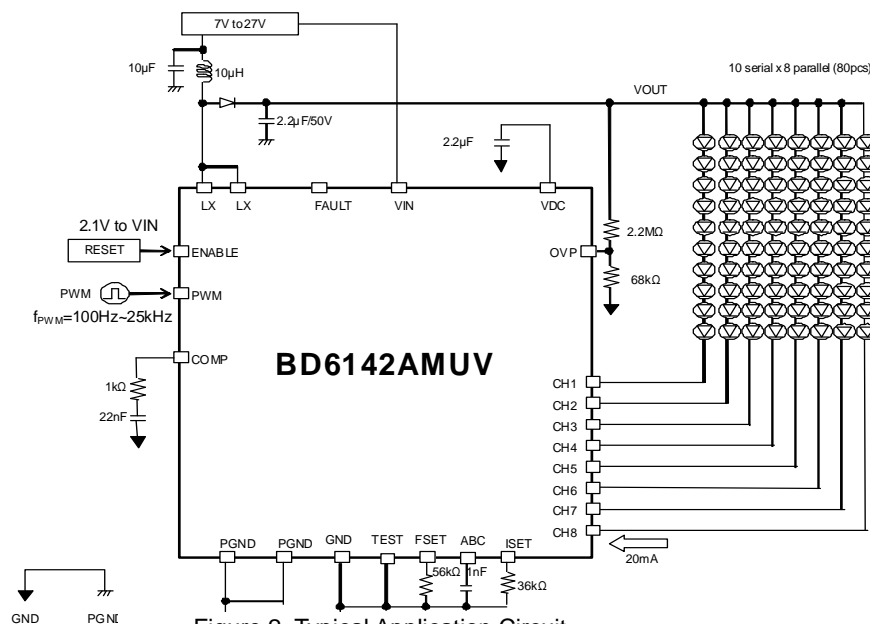 7V to 27V
10µF
10µH
10 serial x 8 parallel (80pcs)
VOUT
2.2µF/50V
2.2µF
LX
LX
FAULT
VIN
VDC
2.1V to VIN
RESET
ENABLE
OVP
2.2MΩ
68kΩ
PWM
PWM
fPWM=100Hz~25kHz
COMP
BD6142AMUV
1kΩ
22nF
CH1
CH2
CH3
CH4
CH5
CH6
CH7
CH8
20mA
PGND
PGND
GND
TEST
FSET
ABC
ISET
56kΩ
1nF
36kΩ
GND
Figure 2. Typical Application Circuit